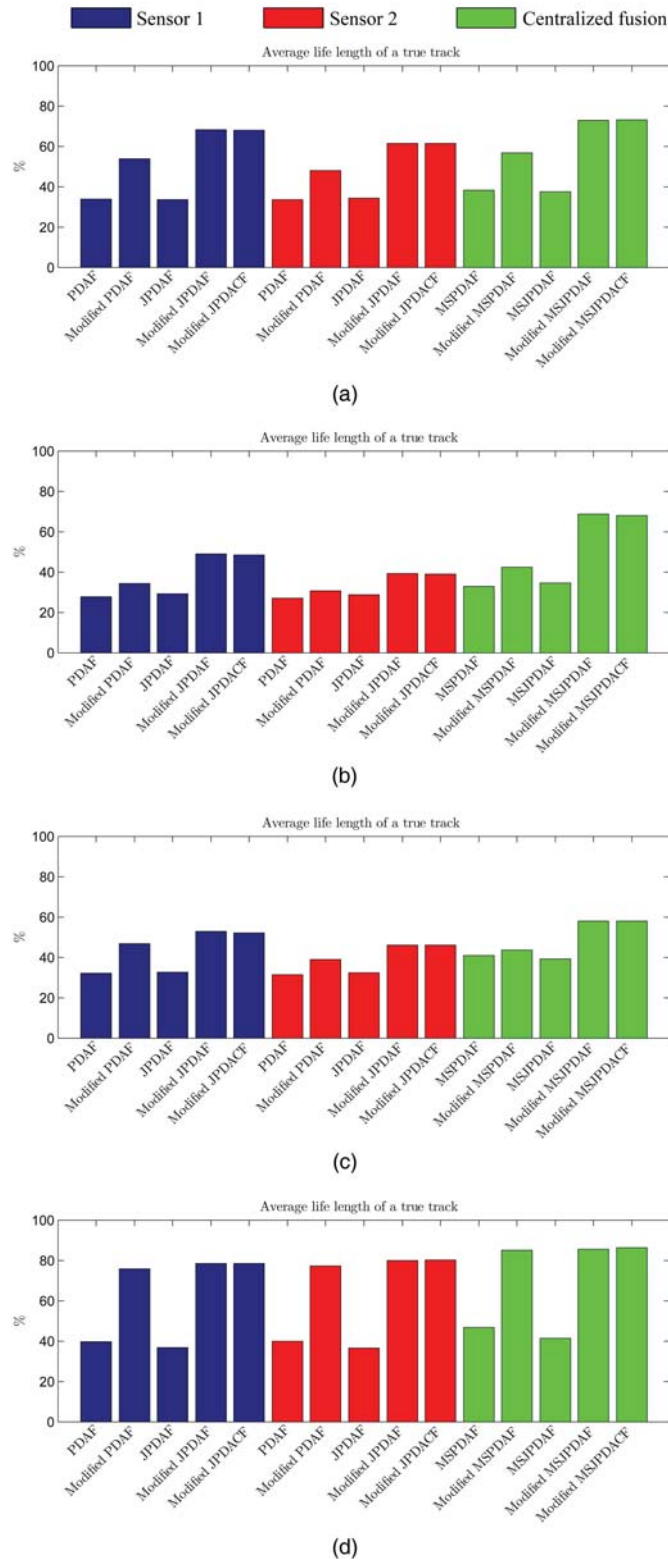 Sensor 1 Sensor 2 Centralized fusion
Average life length of a true track
100
80
60
40
20
0
%
PDAF
Modified PDAF
JPDAF
Modified JPDAF
Modified JPDACF
PDAF
Modified PDAF
JPDAF
Modified JPDAF
Modified JPDACF
MSPDAF
Modified MSPDAF
MSJPDAF
Modified MSJPDAF
Modified MSJPDACF
(a)
Average life length of a true track
100
80
60
40
20
0
%
PDAF
Modified PDAF
JPDAF
Modified JPDAF
Modified JPDACF
PDAF
Modified PDAF
JPDAF
Modified JPDAF
Modified JPDACF
MSPDAF
Modified MSPDAF
MSJPDAF
Modified MSJPDAF
Modified MSJPDACF
(b)
Average life length of a true track
100
80
60
40
20
0
%
PDAF
Modified PDAF
JPDAF
Modified JPDAF
Modified JPDACF
PDAF
Modified PDAF
JPDAF
Modified JPDAF
Modified JPDACF
MSPDAF
Modified MSPDAF
MSJPDAF
Modified MSJPDAF
Modified MSJPDACF
(c)
Average life length of a true track
100
80
60
40
20
0
%
PDAF
Modified PDAF
JPDAF
Modified JPDAF
Modified JPDACF
PDAF
Modified PDAF
JPDAF
Modified JPDAF
Modified JPDACF
MSPDAF
Modified MSPDAF
MSJPDAF
Modified MSJPDAF
Modified MSJPDACF
(d)